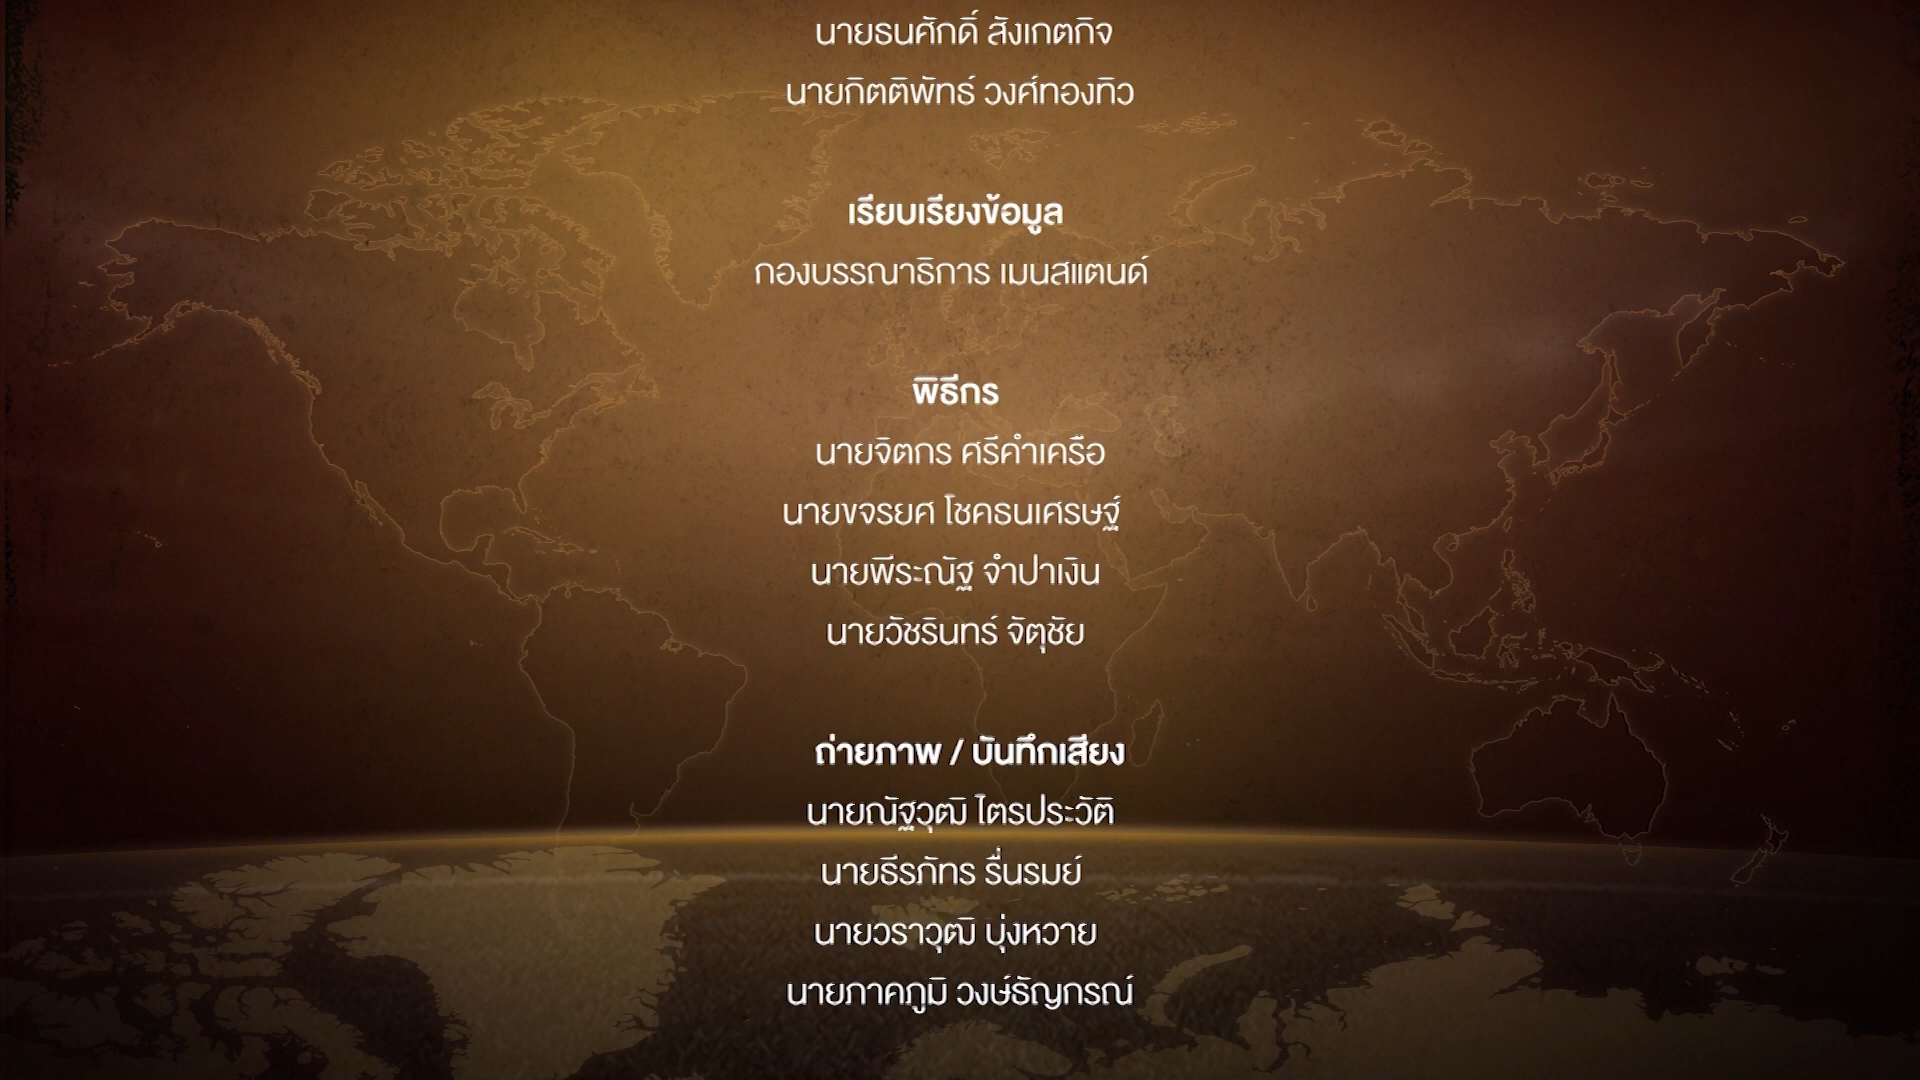 นายธนศักดิ์ สังเกตกิจ
นายกิตติพัทธ์ วงศ์ทองทิว
เรียบเรียงข้อมูล
กองบรรณาธิการ เมนสแตนด์
พิธีกร
นายจิตกร ศรีคำเครือ
นายขจรยศ โชคธนเศรษฐ์
นายพีระณัฐ จำปาเงิน
นายวัชรินทร์ จัตุชัย
ถ่ายภาพ / บันทึกเสียง
นายณัฐวุฒิ ไตรประวัติ
นายธีรภัทร รื่นรมย์
นายวราวุฒิ บุ่งหวาย
นายภาคภูมิ วงษ์ธัญกรณ์